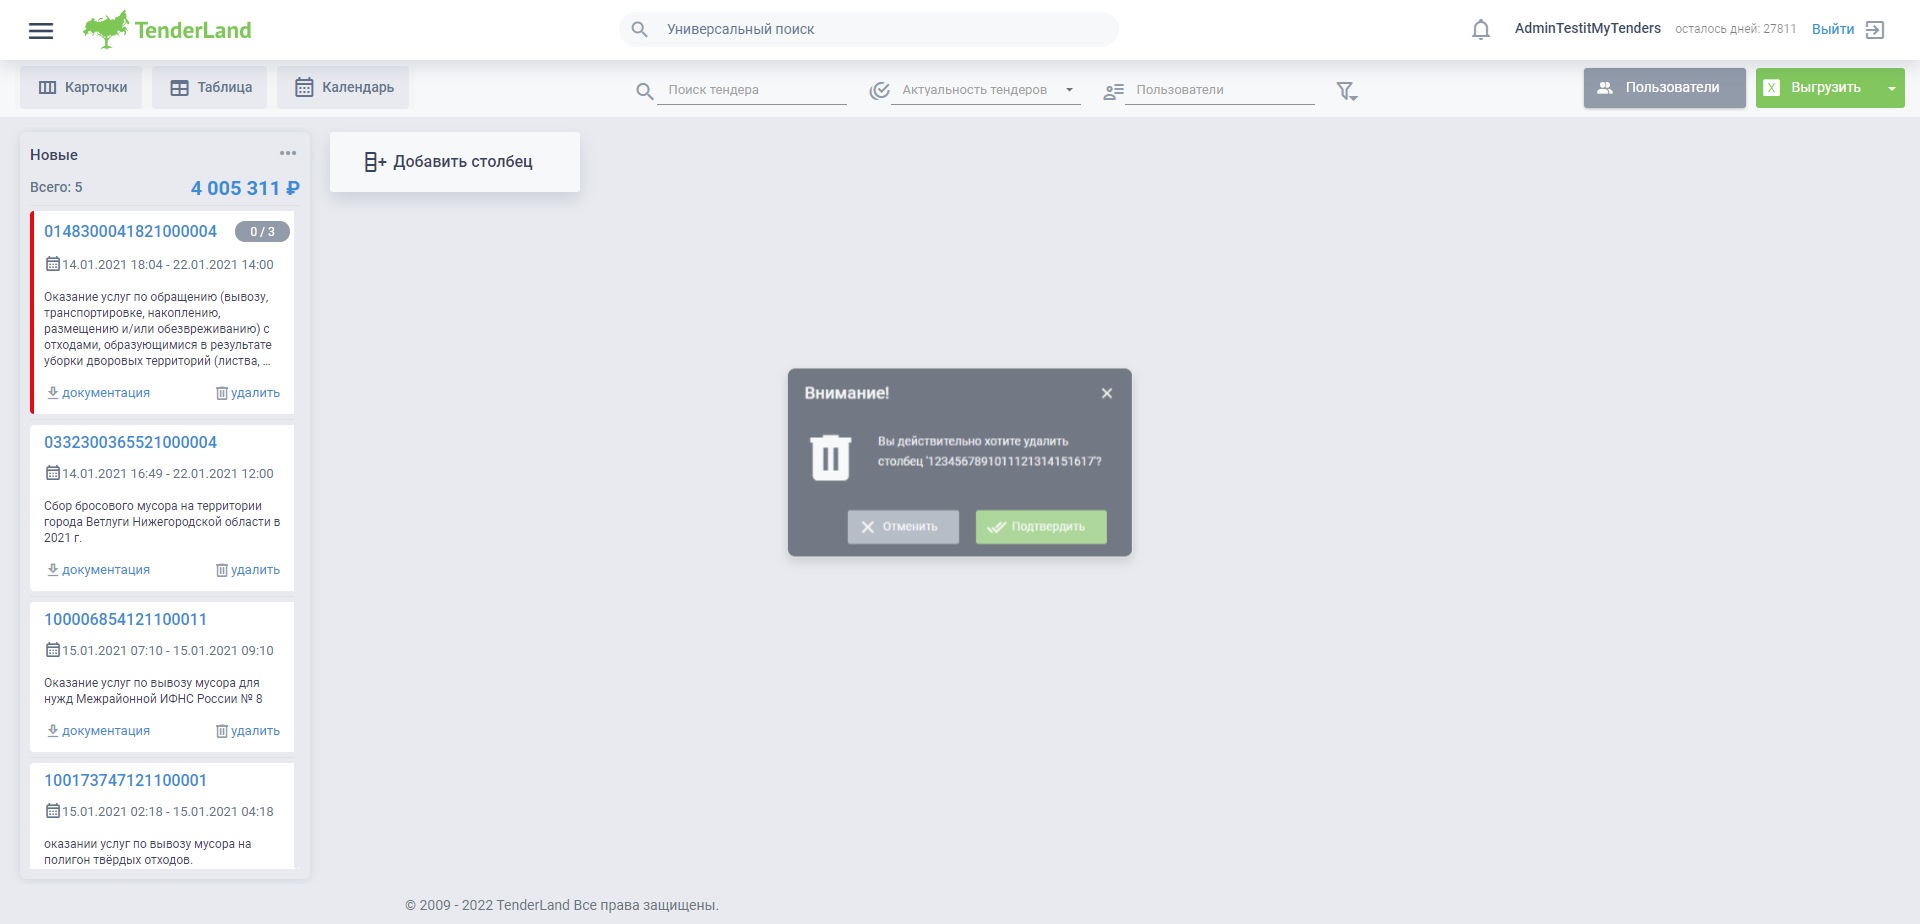 TenderLand
Универсальный поиск
AdminTestitMyTenders
осталось дней: 27811
Выйти
Карточки
Таблица
Календарь
Поиск тендера
Актуальность тендеров
Пользователи
Пользователи
X Выгрузить
Новые
Всего: 5
4 005 311 ₽
0148300041821000004
0 / 3
14.01.2021 18:04 - 22.01.2021 14:00
Оказание услуг по обращению (вывозу,
транспортировке, накоплению,
размещению и/или обезвреживанию) с
отходами, образующимися в результате
уборки дворовых территорий (листва, ...
документация
удалить
0332300365521000004
14.01.2021 16:49 - 22.01.2021 12:00
Сбор бросового мусора на территории
города Ветлуги Нижегородской области в
2021 г.
документация
удалить
100006854121100011
15.01.2021 07:10 - 15.01.2021 09:10
Оказание услуг по вывозу мусора для
нужд Межрайонной ИФНС России № 8
документация
удалить
100173747121100001
15.01.2021 02:18 - 15.01.2021 04:18
оказании услуг по вывозу мусора на
полигон твёрдых отходов.
Добавить столбец
Внимание!
Вы действительно хотите удалить
столбец '1234567891011121314151617'?
Отменить
Подтвердить
© 2009 - 2022 TenderLand Все права защищены.